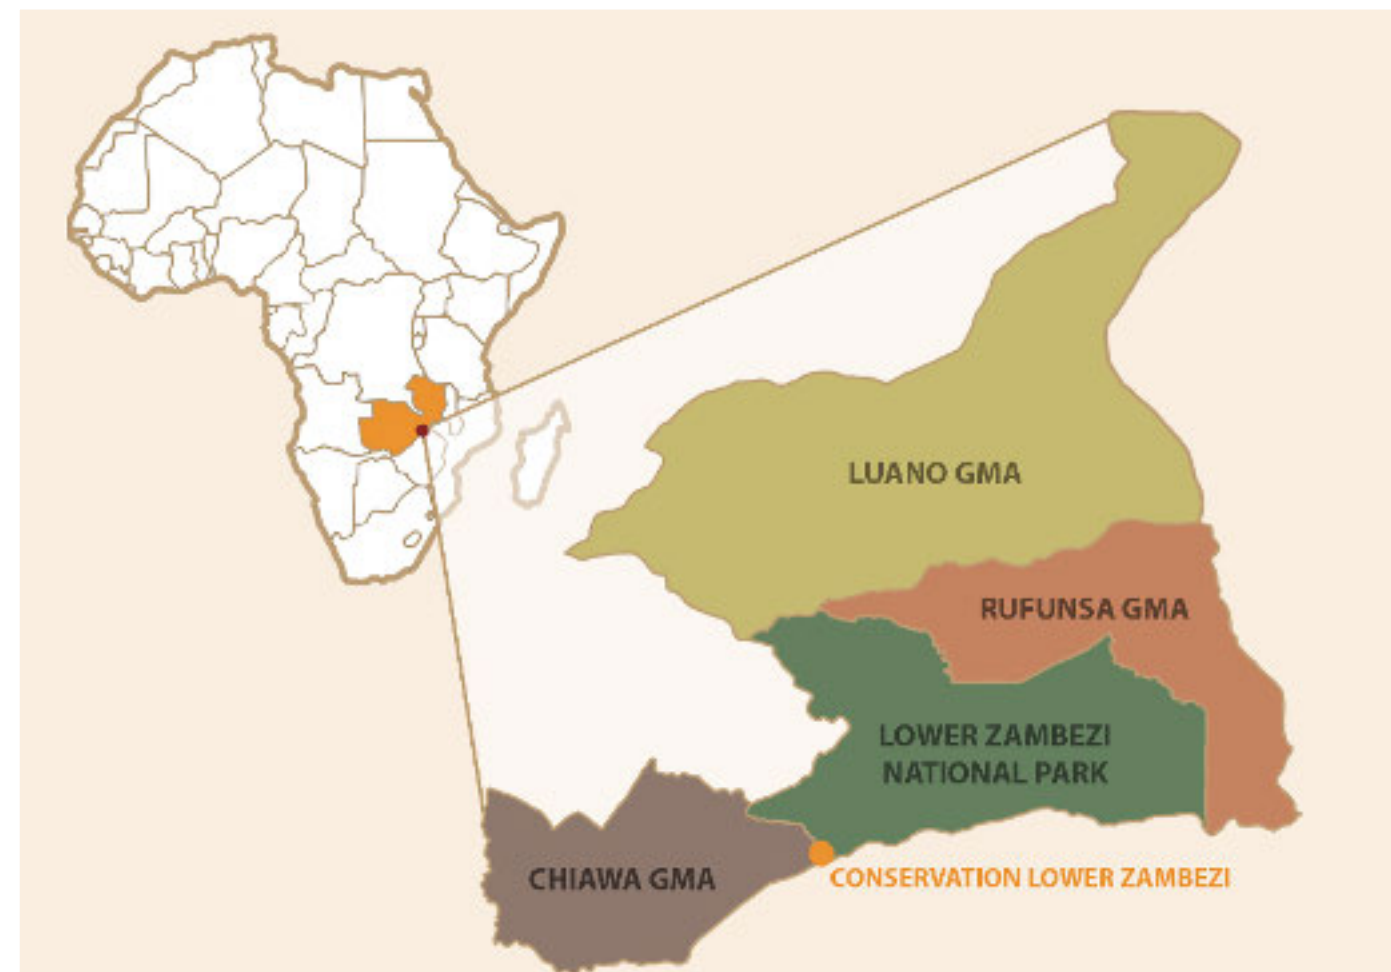 LUANO GMA
RUFUNSA GMA
LOWER ZAMBEZI
NATIONAL PARK
CHIAWA GMA
CONSERVATION LOWER ZAMBEZI